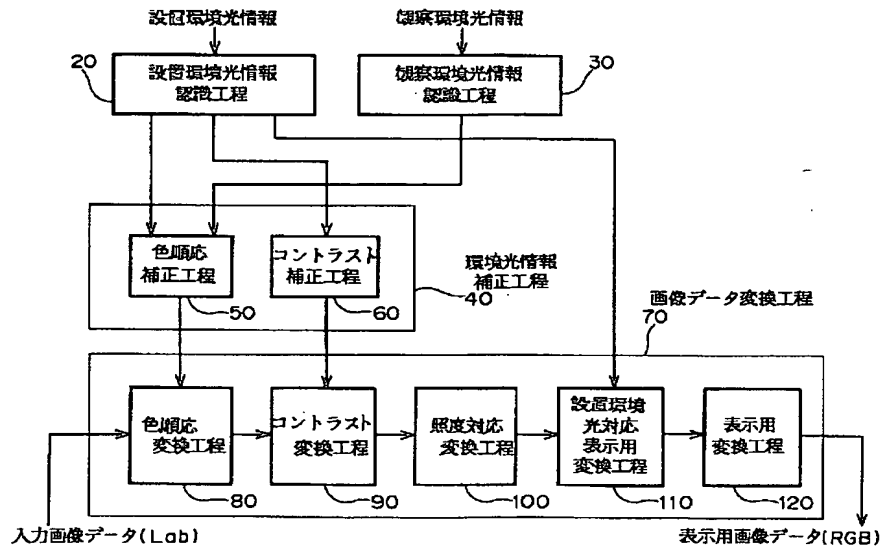 設置環境光情報
観察環境光情報
20
設置環境光情報
認識工程
観察環境光情報
認識工程
30
色順応
補正工程
コントラスト
補正工程
環境光情報
補正工程
50
60
40
画像データ変換工程
70
色順応
変換工程
コントラスト
変換工程
照度対応
変換工程
設置環境
光対応
表示用
変換工程
表示用
変換工程
80
90
100
110
120
入力画像データ(Lab)
表示用画像データ(RGB)